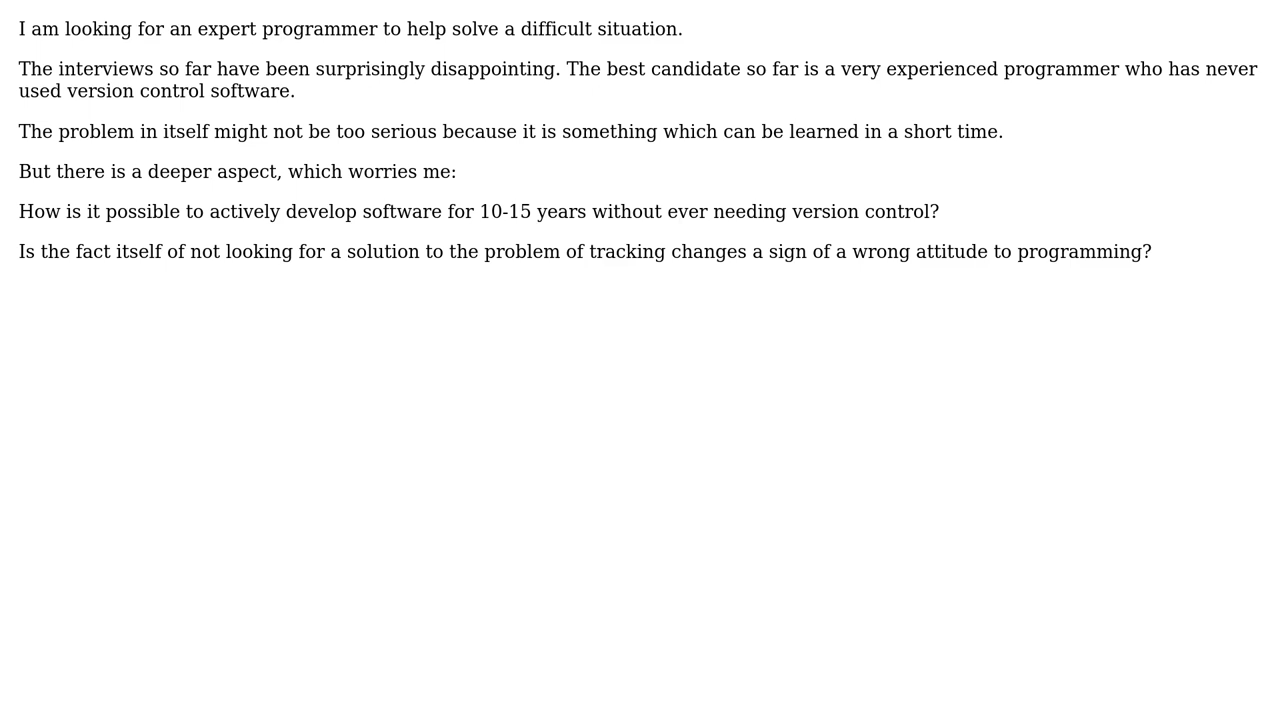 I am looking for an expert programmer to help solve a difficult situation.
The interviews so far have been surprisingly disappointing. The best candidate so far is a very experienced programmer who has never
used version control software.
The problem in itself might not be too serious because it is something which can be learned in a short time.
But there is a deeper aspect, which worries me:
How is it possible to actively develop software for 10-15 years without ever needing version control?
Is the fact itself of not looking for a solution to the problem of tracking changes a sign of a wrong attitude to programming?